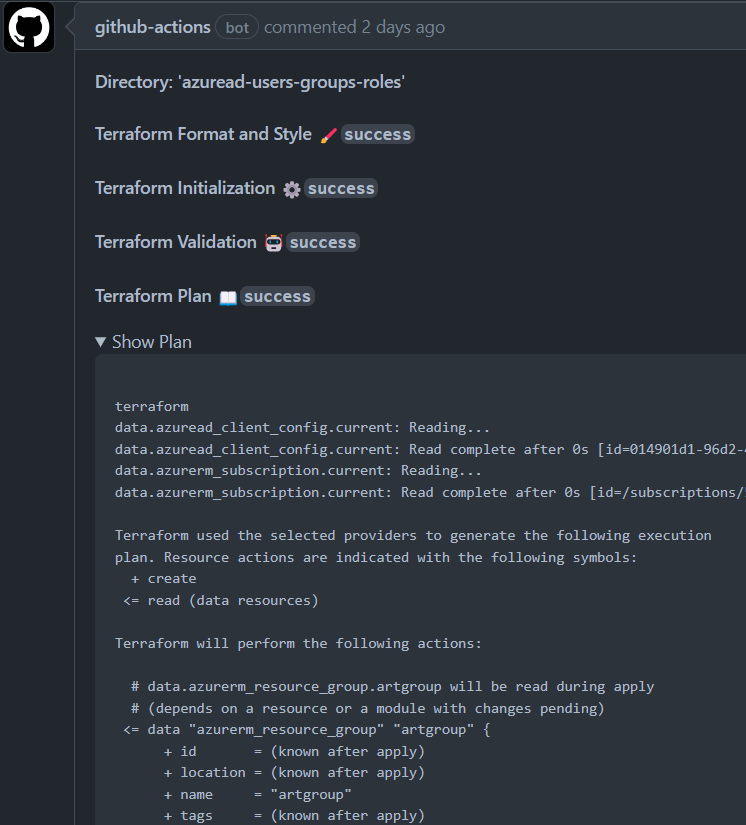 github-actions bot commented 2 days ago
Directory: 'azuread-users-groups-roles'
Terraform Format and Style 🖌 success
Terraform Initialization ⚙ success
Terraform Validation 🤖 success
Terraform Plan 📖 success
▼ Show Plan
terraform
data.azuread_client_config.current: Reading...
data.azuread_client_config.current: Read complete after 0s [id=014901d1-96d2-
data.azurerm_subscription.current: Reading...
data.azurerm_subscription.current: Read complete after 0s [id=/subscriptions/
Terraform used the selected providers to generate the following execution
plan. Resource actions are indicated with the following symbols:
  + create
 <= read (data resources)
Terraform will perform the following actions:
  # data.azurerm_resource_group.artgroup will be read during apply
  # (depends on a resource or a module with changes pending)
 <= data "azurerm_resource_group" "artgroup" {
      + id       = (known after apply)
      + location = (known after apply)
      + name     = "artgroup"
      + tags     = (known after apply)